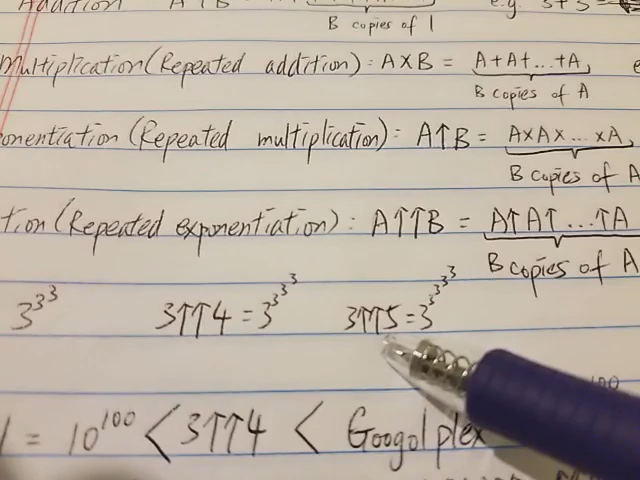 Addition A↑B = B copies of 1 e.g. 3+3=
Multiplication (Repeated addition): A×B = A+A+...+A,
B copies of A
onentiation (Repeated multiplication): A↑B = A×A×...×A,
B copies of A
tion (Repeated exponentiation): A↑↑B = A↑A↑...↑A
B copies of A
3^3^3 3↑↑4 = 3^3^3^3 3↑↑5 = 3^3^3^3^3
= 10^100 < 3↑↑4 < Googolplex